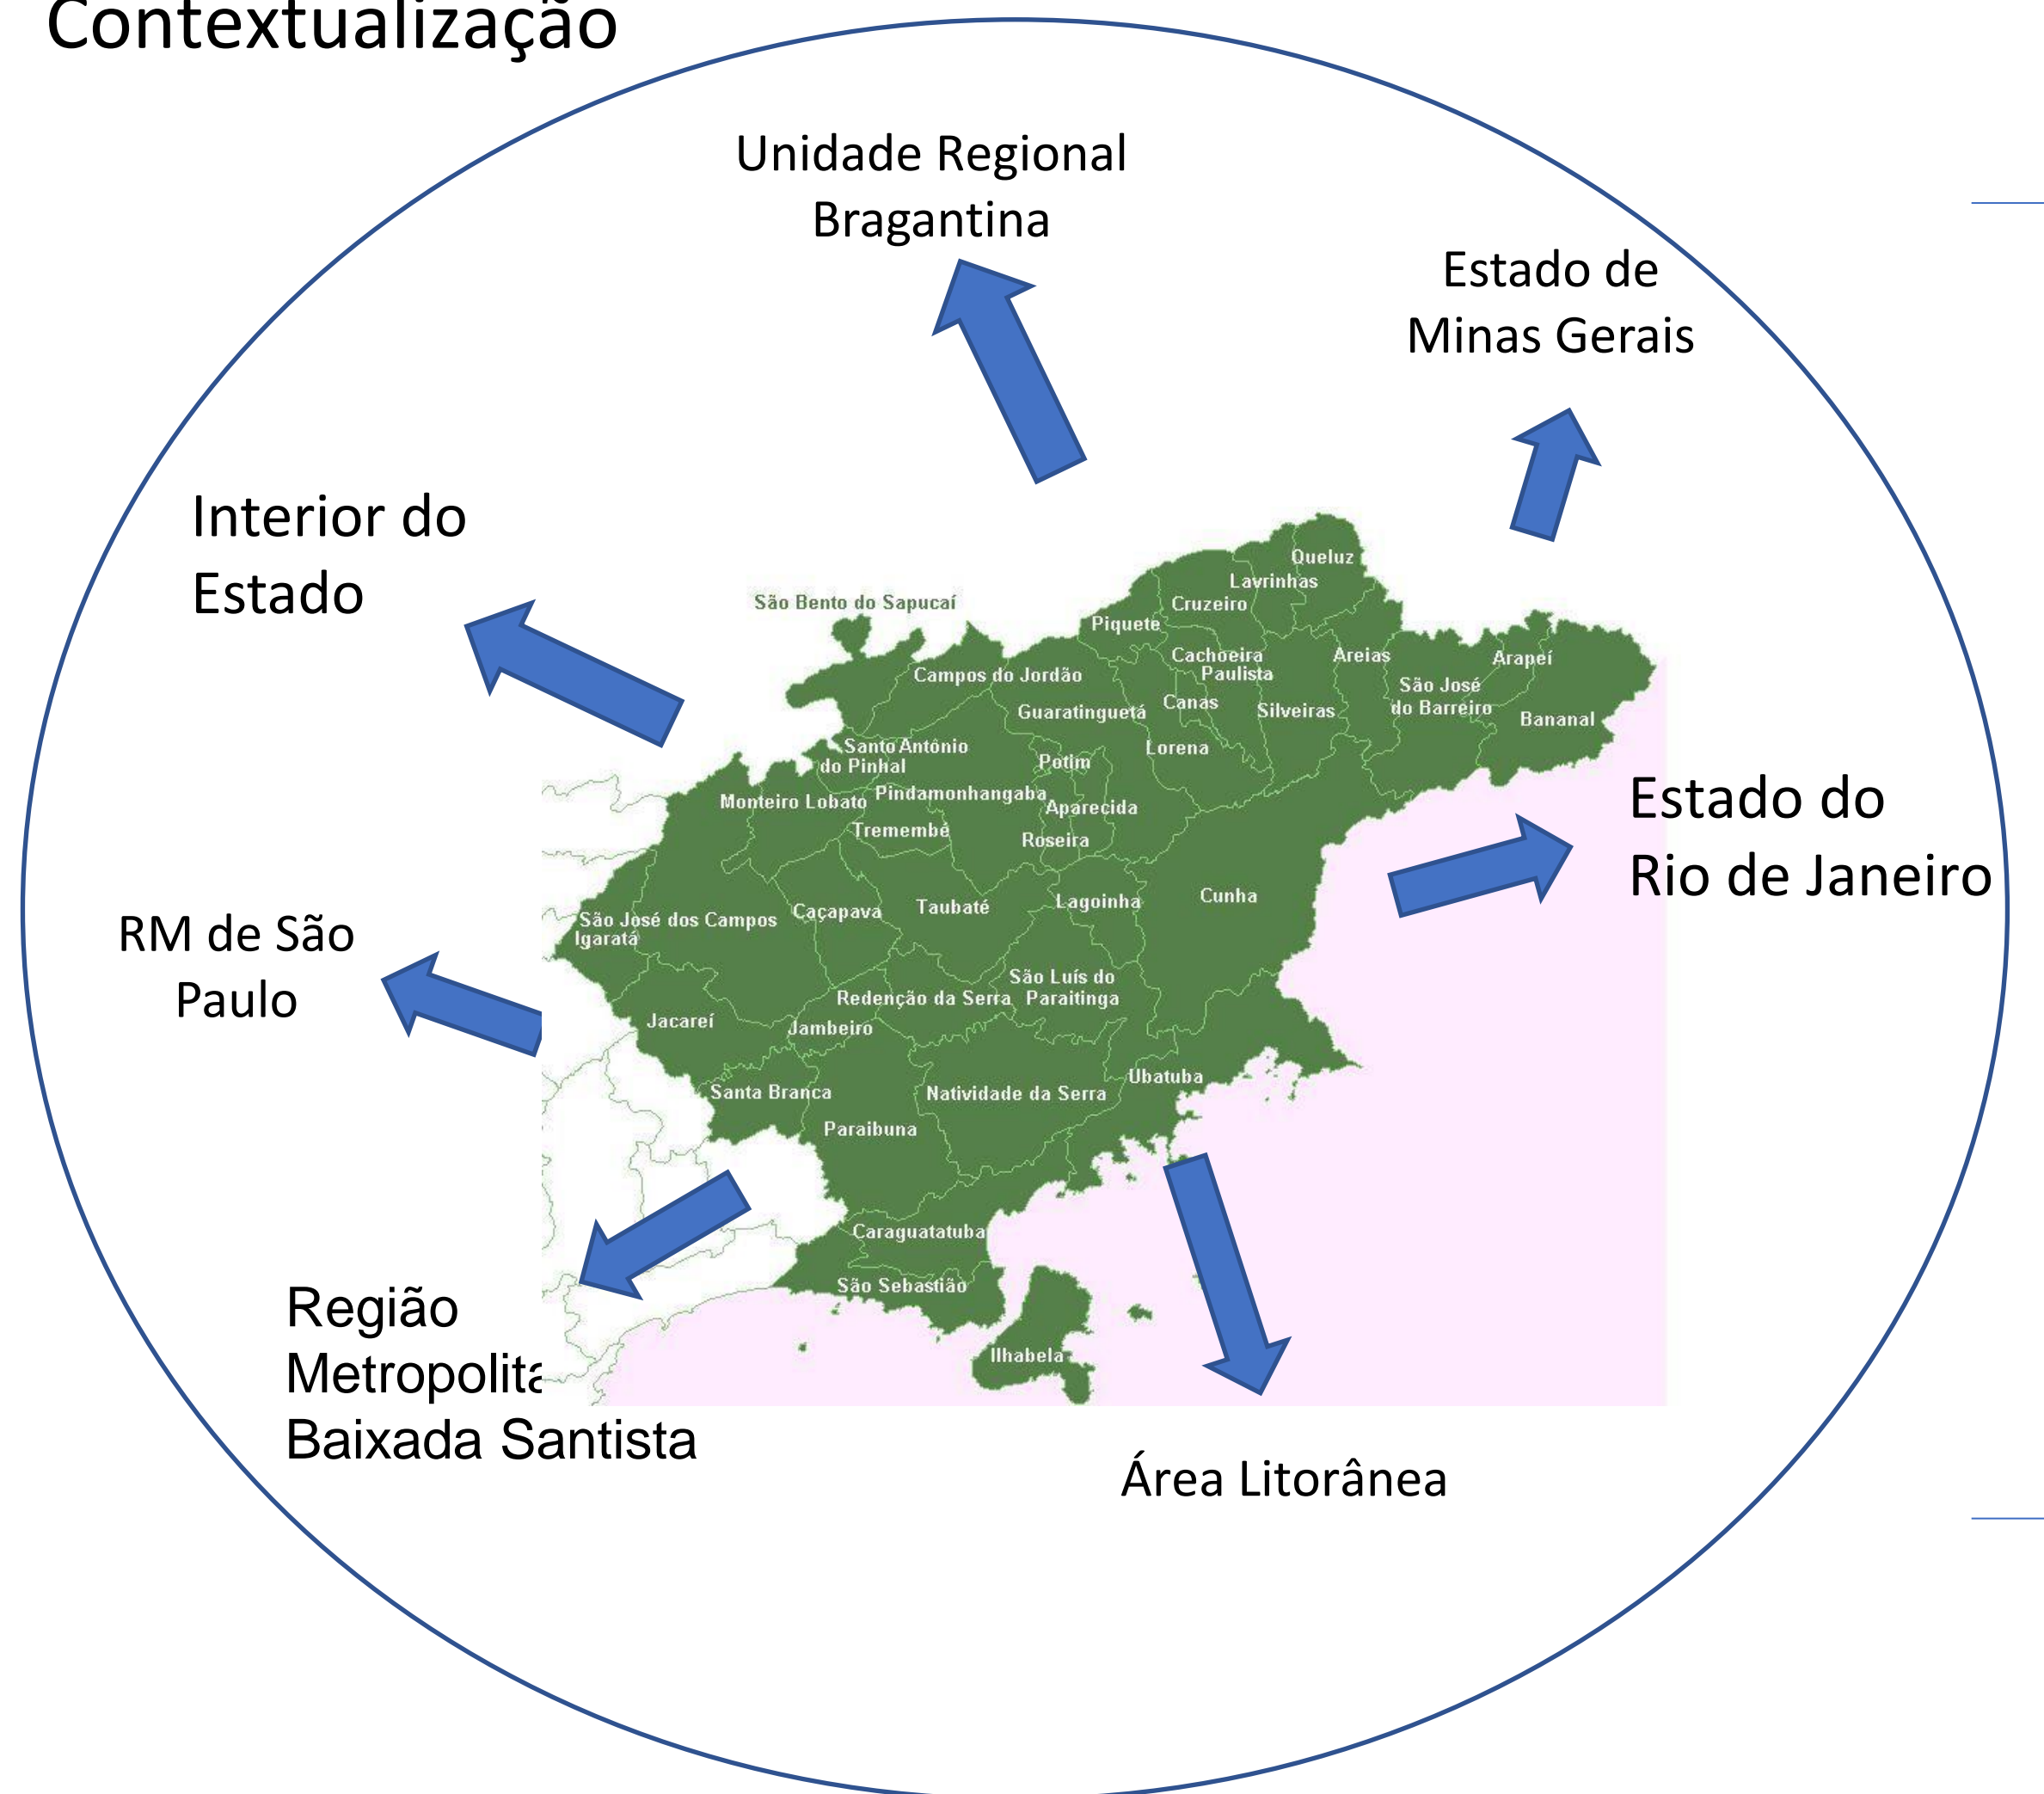 Contextualização
Unidade Regional
Bragantina
Estado de
Minas Gerais
Interior do
Estado
Queluz
Lavrinhas
São Bento do Sapucaí
Cruzeiro
Piquete
Cachoeira
Paulista
Areias
Arapeí
Campos do Jordão
São José
do Barreiro
Canas
Guaratinguetá
Silveiras
Bananal
Santo Antônio
do Pinhal
Lorena
Potim
Estado do
Rio de Janeiro
Monteiro Lobato
Pindamonhangaba
Aparecida
Tremembé
Roseira
Cunha
Lagoinha
Taubaté
Caçapava
São José dos Campos
Igaratá
RM de São
Paulo
São Luís do
Paraitinga
Redenção da Serra
Jacareí
Jambeiro
Ubatuba
Santa Branca
Natividade da Serra
Paraibuna
Caraguatatuba
São Sebastião
Ilhabela
Região
Metropolita
Baixada Santista
Área Litorânea